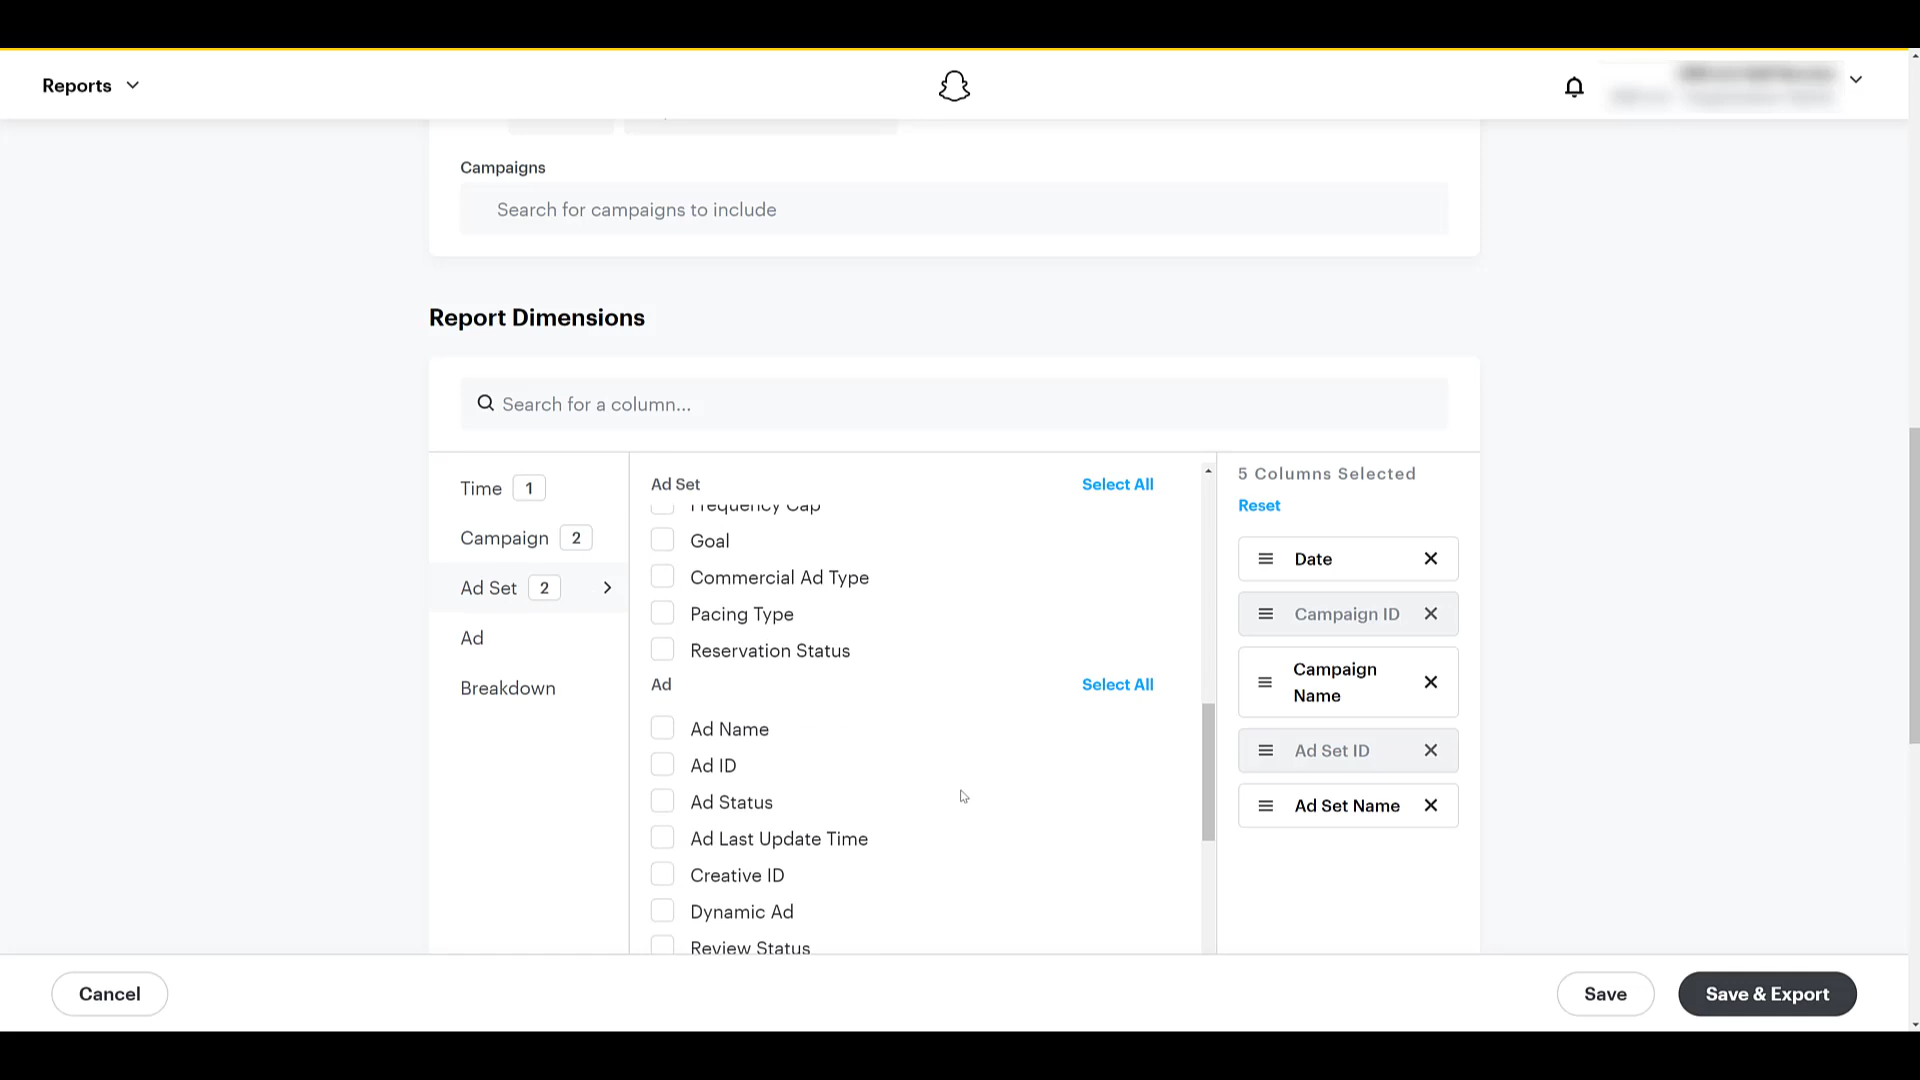 Reports
Campaigns
Search for campaigns to include
Report Dimensions
Search for a column...
Time 1
Campaign 2
Ad Set 2
Ad
Breakdown
Ad Set Select All
Frequency Cap
Goal
Commercial Ad Type
Pacing Type
Reservation Status
Ad Select All
Ad Name
Ad ID
Ad Status
Ad Last Update Time
Creative ID
Dynamic Ad
Review Status
5 Columns Selected
Reset
Date
Campaign ID
Campaign
Name
Ad Set ID
Ad Set Name
Cancel
Save
Save & Export